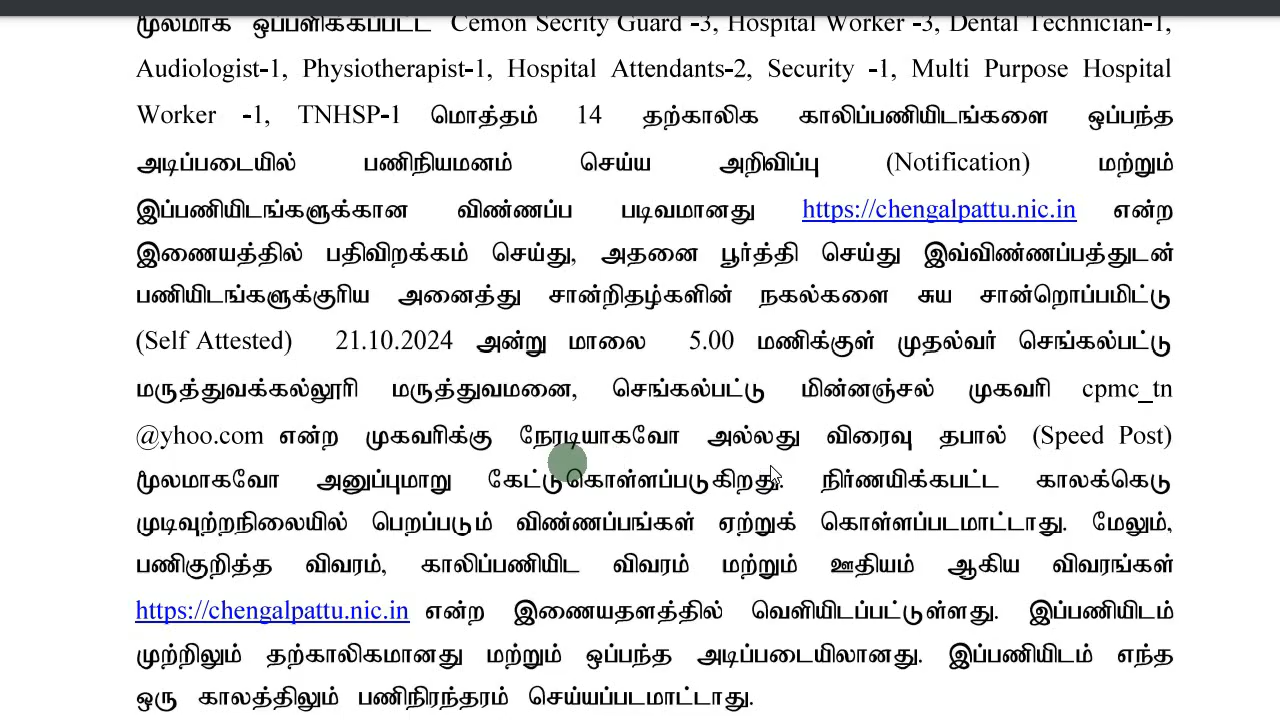 மூலமாக ஒப்பளிக்கப்பட்ட Cemon Secrity Guard -3, Hospital Worker -3, Dental Technician-1,
Audiologist-1, Physiotherapist-1, Hospital Attendants-2, Security -1, Multi Purpose Hospital
Worker -1, TNHSP-1 மொத்தம் 14 தற்காலிக காலிப்பணியிடங்களை ஒப்பந்த
அடிப்படையில் பணிநியமனம் செய்ய அறிவிப்பு (Notification) மற்றும்
இப்பணியிடங்களுக்கான விண்ணப்ப படிவமானது https://chengalpattu.nic.in என்ற
இணையத்தில் பதிவிறக்கம் செய்து, அதனை பூர்த்தி செய்து இவ்விண்ணப்பத்துடன்
பணியிடங்களுக்குரிய அனைத்து சான்றிதழ்களின் நகல்களை சுய சான்றொப்பமிட்டு
(Self Attested) 21.10.2024 அன்று மாலை 5.00 மணிக்குள் முதல்வர் செங்கல்பட்டு
மருத்துவக்கல்லூரி மருத்துவமனை, செங்கல்பட்டு மின்னஞ்சல் முகவரி cpmc_tn
@yhoo.com என்ற முகவரிக்கு நேரடியாகவோ அல்லது விரைவு தபால் (Speed Post)
மூலமாகவோ அனுப்புமாறு கேட்டுகொள்ளப்படுகிறது. நிர்ணயிக்கபட்ட காலக்கெடு
முடிவுற்றநிலையில் பெறப்படும் விண்ணப்பங்கள் ஏற்றுக் கொள்ளப்படமாட்டாது. மேலும்,
பணிகுறித்த விவரம், காலிப்பணியிட விவரம் மற்றும் ஊதியம் ஆகிய விவரங்கள்
https://chengalpattu.nic.in என்ற இணையதளத்தில் வெளியிடப்பட்டுள்ளது. இப்பணியிடம்
முற்றிலும் தற்காலிகமானது மற்றும் ஒப்பந்த அடிப்படையிலானது. இப்பணியிடம் எந்த
ஒரு காலத்திலும் பணிநிரந்தரம் செய்யப்படமாட்டாது.